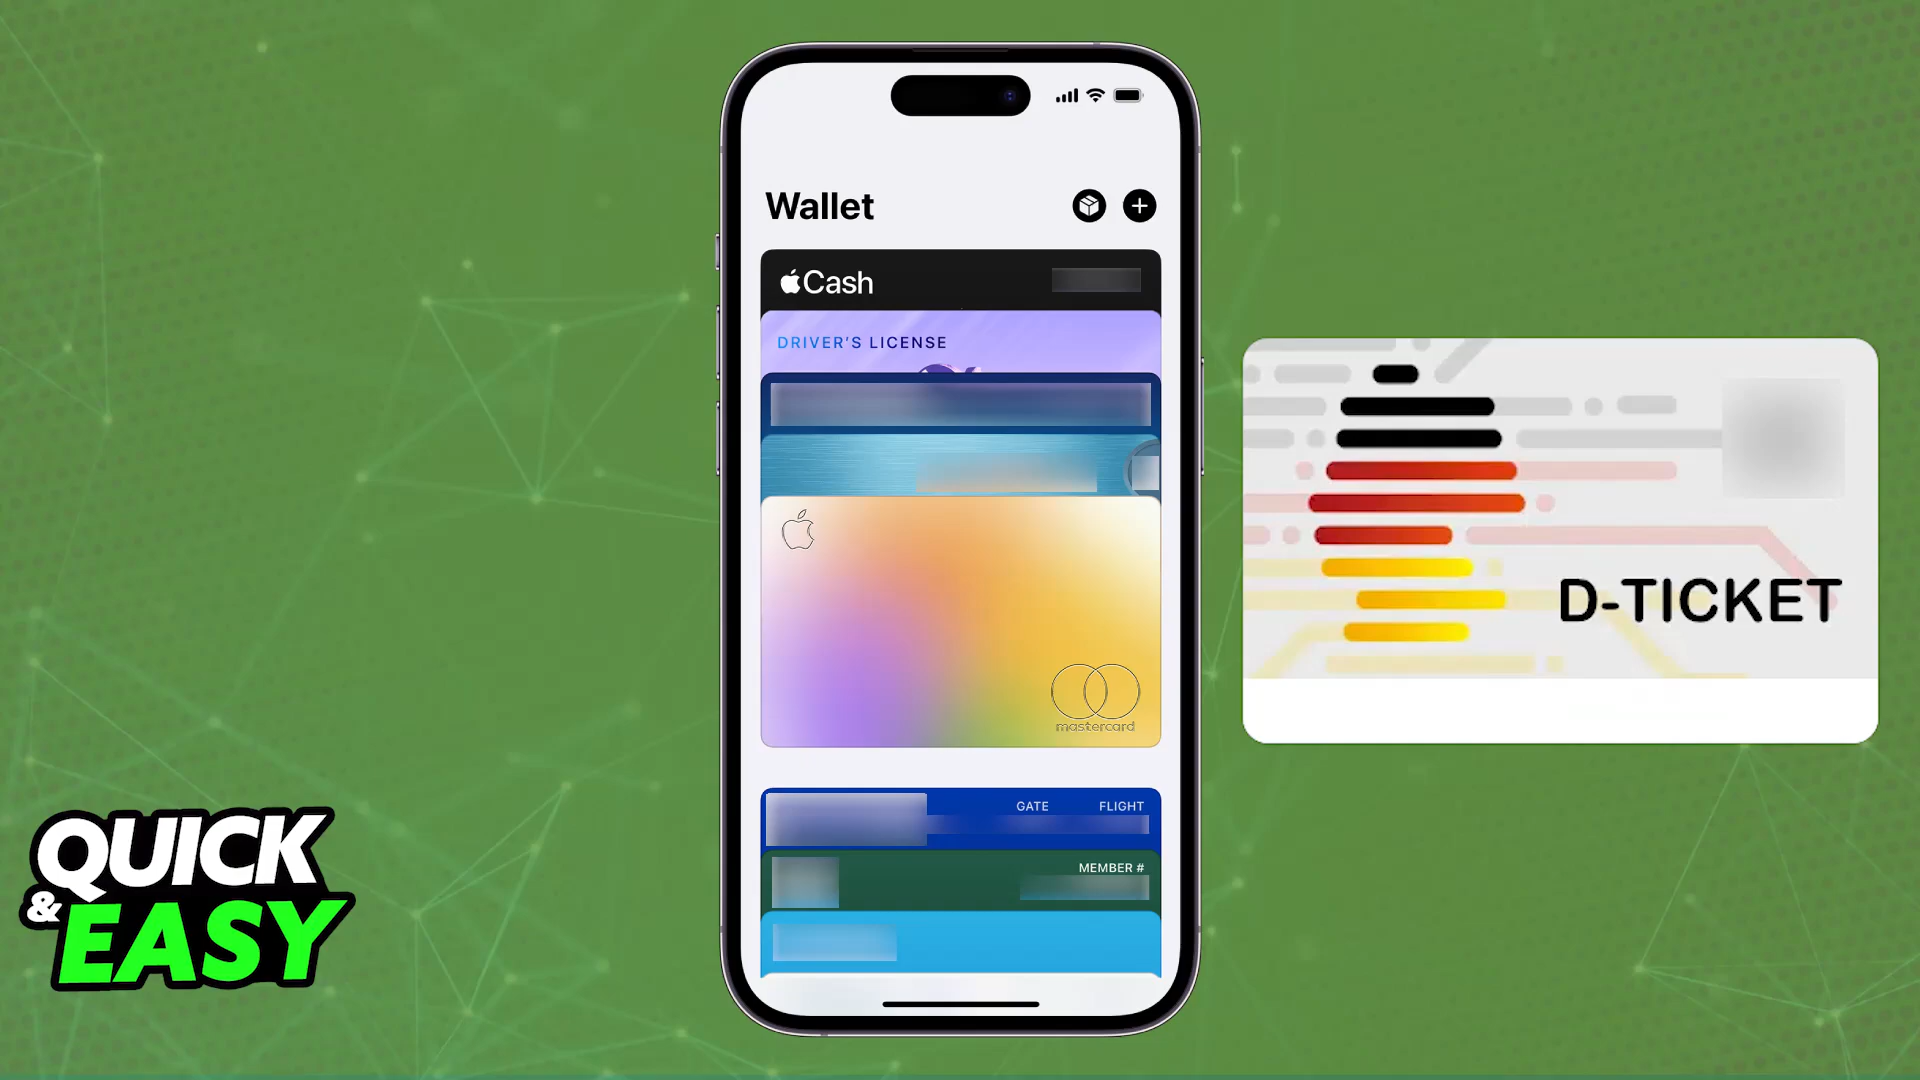 Wallet
Cash
DRIVER'S LICENSE
mastercard
GATE FLIGHT
MEMBER #
D-TICKET
QUICK
&
EASY